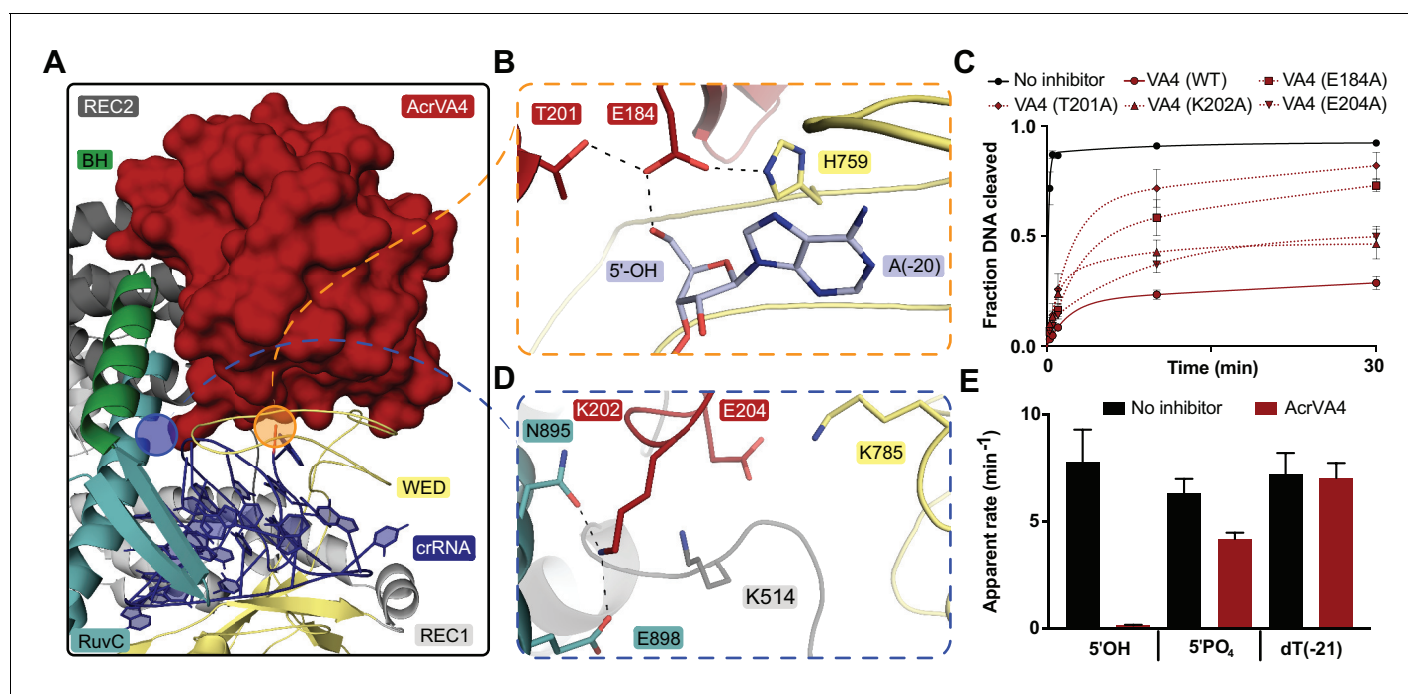 A
REC2
AcrVA4
BH
WED
crRNA
RuvC
REC1
B
T201
E184
H759
5'-OH
A(-20)
C
No inhibitor
VA4 (WT)
VA4 (E184A)
VA4 (T201A)
VA4 (K202A)
VA4 (E204A)
Fraction DNA cleaved
1.0
0.5
0.0
0
Time (min)
30
D
K202
E204
N895
K785
K514
E898
E
No inhibitor
AcrVA4
Apparent rate (min⁻¹)
10
5
0
5'OH
5'PO₄
dT(-21)